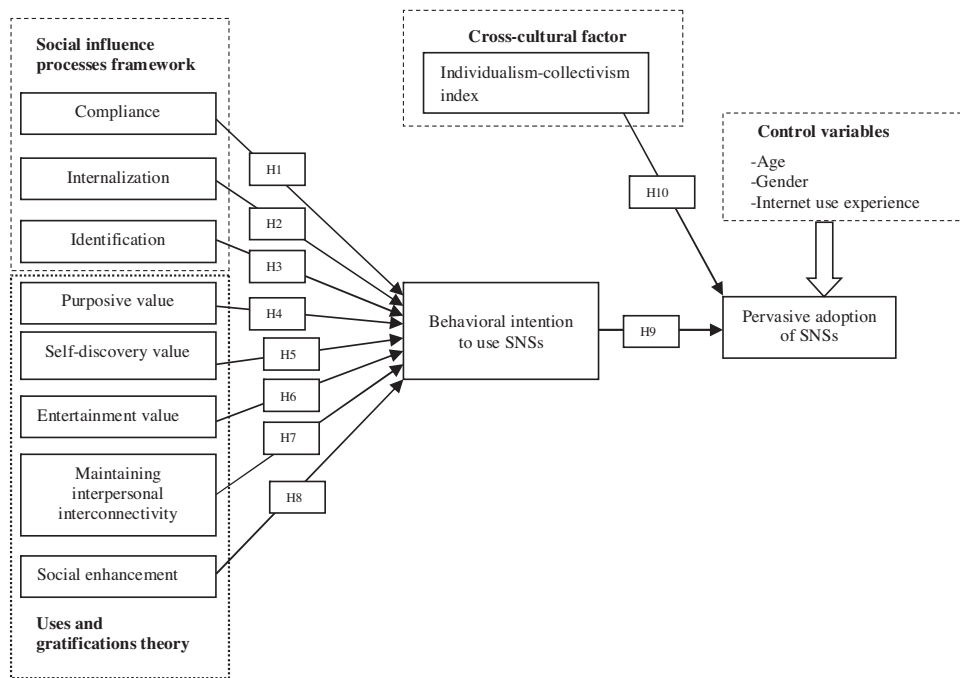 Social influence
processes framework
Compliance
Internalization
Identification
Purposive value
Self-discovery value
Entertainment value
Maintaining
interpersonal
interconnectivity
Social enhancement
Uses and
gratifications theory
H1
H2
H3
H4
H5
H6
H7
H8
Behavioral intention
to use SNSs
Cross-cultural factor
Individualism-collectivism
index
H10
H9
Control variables
-Age
-Gender
-Internet use experience
Pervasive adoption
of SNSs